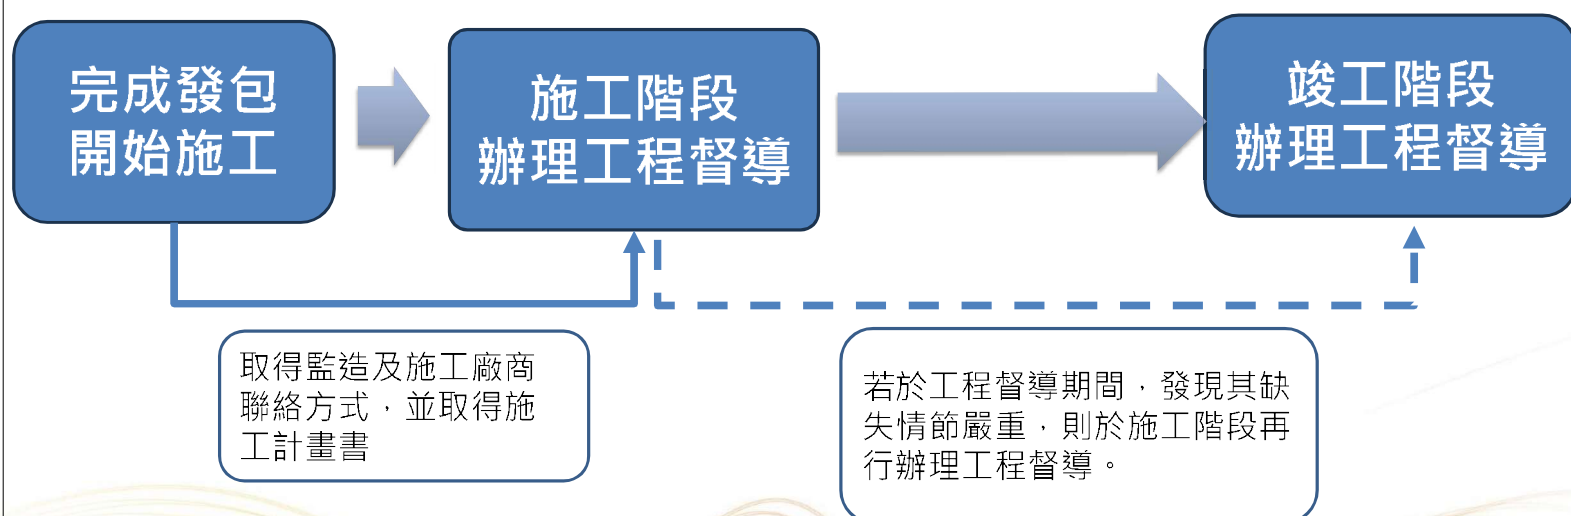 完成發包
開始施工
施工階段
辦理工程督導
竣工階段
辦理工程督導
取得監造及施工廠商
聯絡方式，並取得施
工計畫書
若於工程督導期間，發現其缺
失情節嚴重，則於施工階段再
行辦理工程督導。